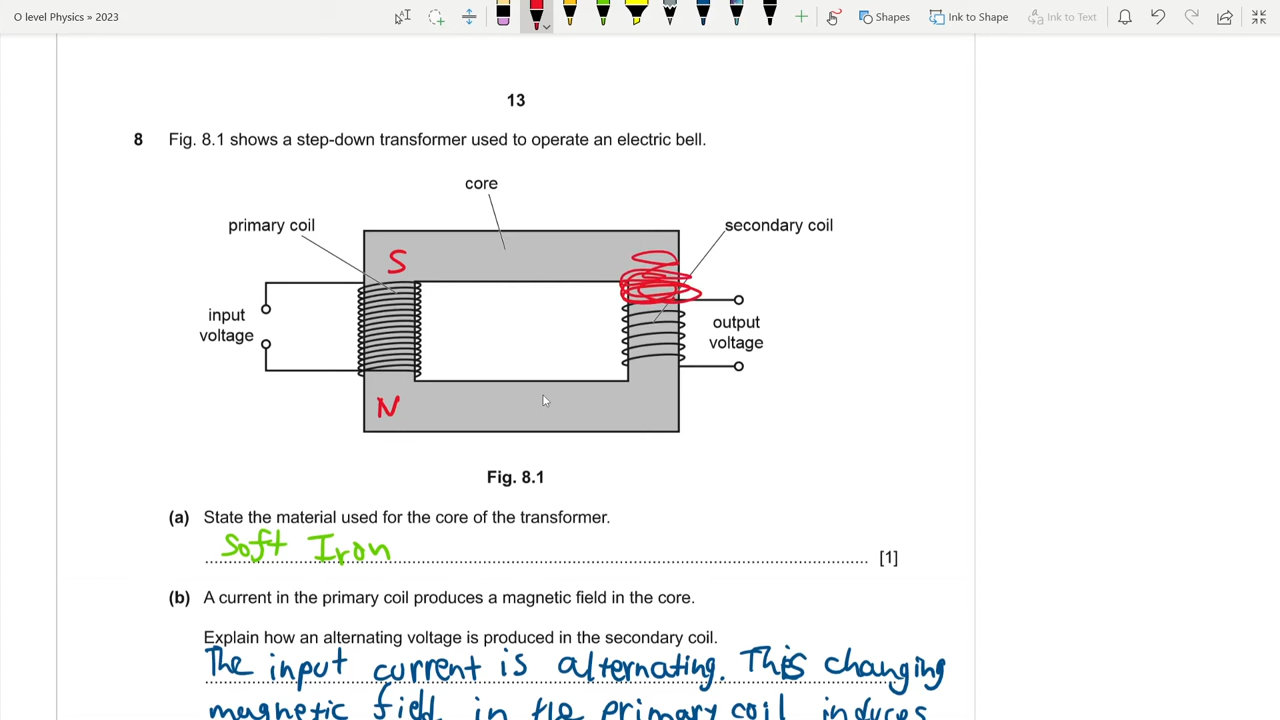 O level Physics » 2023
Shapes
Ink to Shape
Ink to Text
13
8 Fig. 8.1 shows a step-down transformer used to operate an electric bell.
core
primary coil
secondary coil
S
input
voltage
output
voltage
N
Fig. 8.1
(a) State the material used for the core of the transformer.
Soft Iron
[1]
(b) A current in the primary coil produces a magnetic field in the core.
Explain how an alternating voltage is produced in the secondary coil.
The input current is alternating. This changing
magnetic field in the primary coil induces